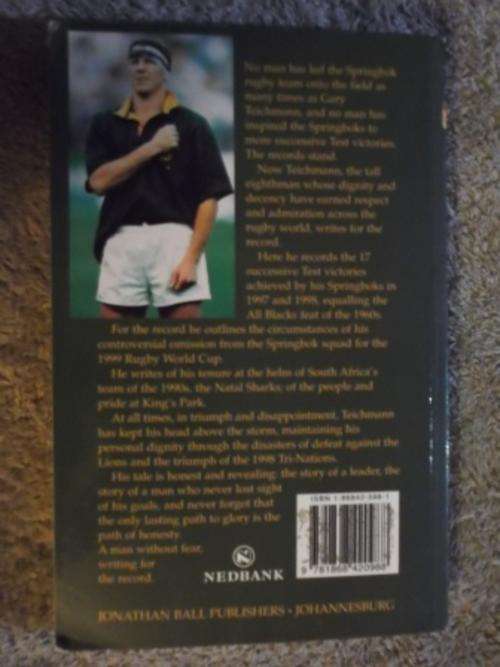 No man has led the Springbok
rugby team onto the field as
many times as Gary
Teichmann, and no man has
inspired the Springboks to
more successive Test victories.
The records stand.
Now Teichmann, the tall
eighthman whose dignity and
decency have earned respect
and admiration across the
rugby world, writes for the
record.
Here he records the 17
successive Test victories
achieved by his Springboks in
1997 and 1998, equalling the
All Blacks feat of the 1960s.
For the record he outlines the circumstances of his
controversial omission from the Springbok squad for the
1999 Rugby World Cup.
He writes of his tenure at the helm of South Africa's
team of the 1990s, the Natal Sharks; of the people and
pride at King's Park.
At all times, in triumph and disappointment, Teichmann
has kept his head above the storm, maintaining his
personal dignity through the disasters of defeat against the
Lions and the triumph of the 1998 Tri-Nations.
His tale is honest and revealing: the story of a leader, the
story of a man who never lost sight
of his goals, and never forgot that
the only lasting path to glory is the
path of honesty.
A man without fear,
writing for
the record.
NEDBANK
ISBN 1-86842-098-1
9 781868 420988
JONATHAN BALL PUBLISHERS • JOHANNESBURG